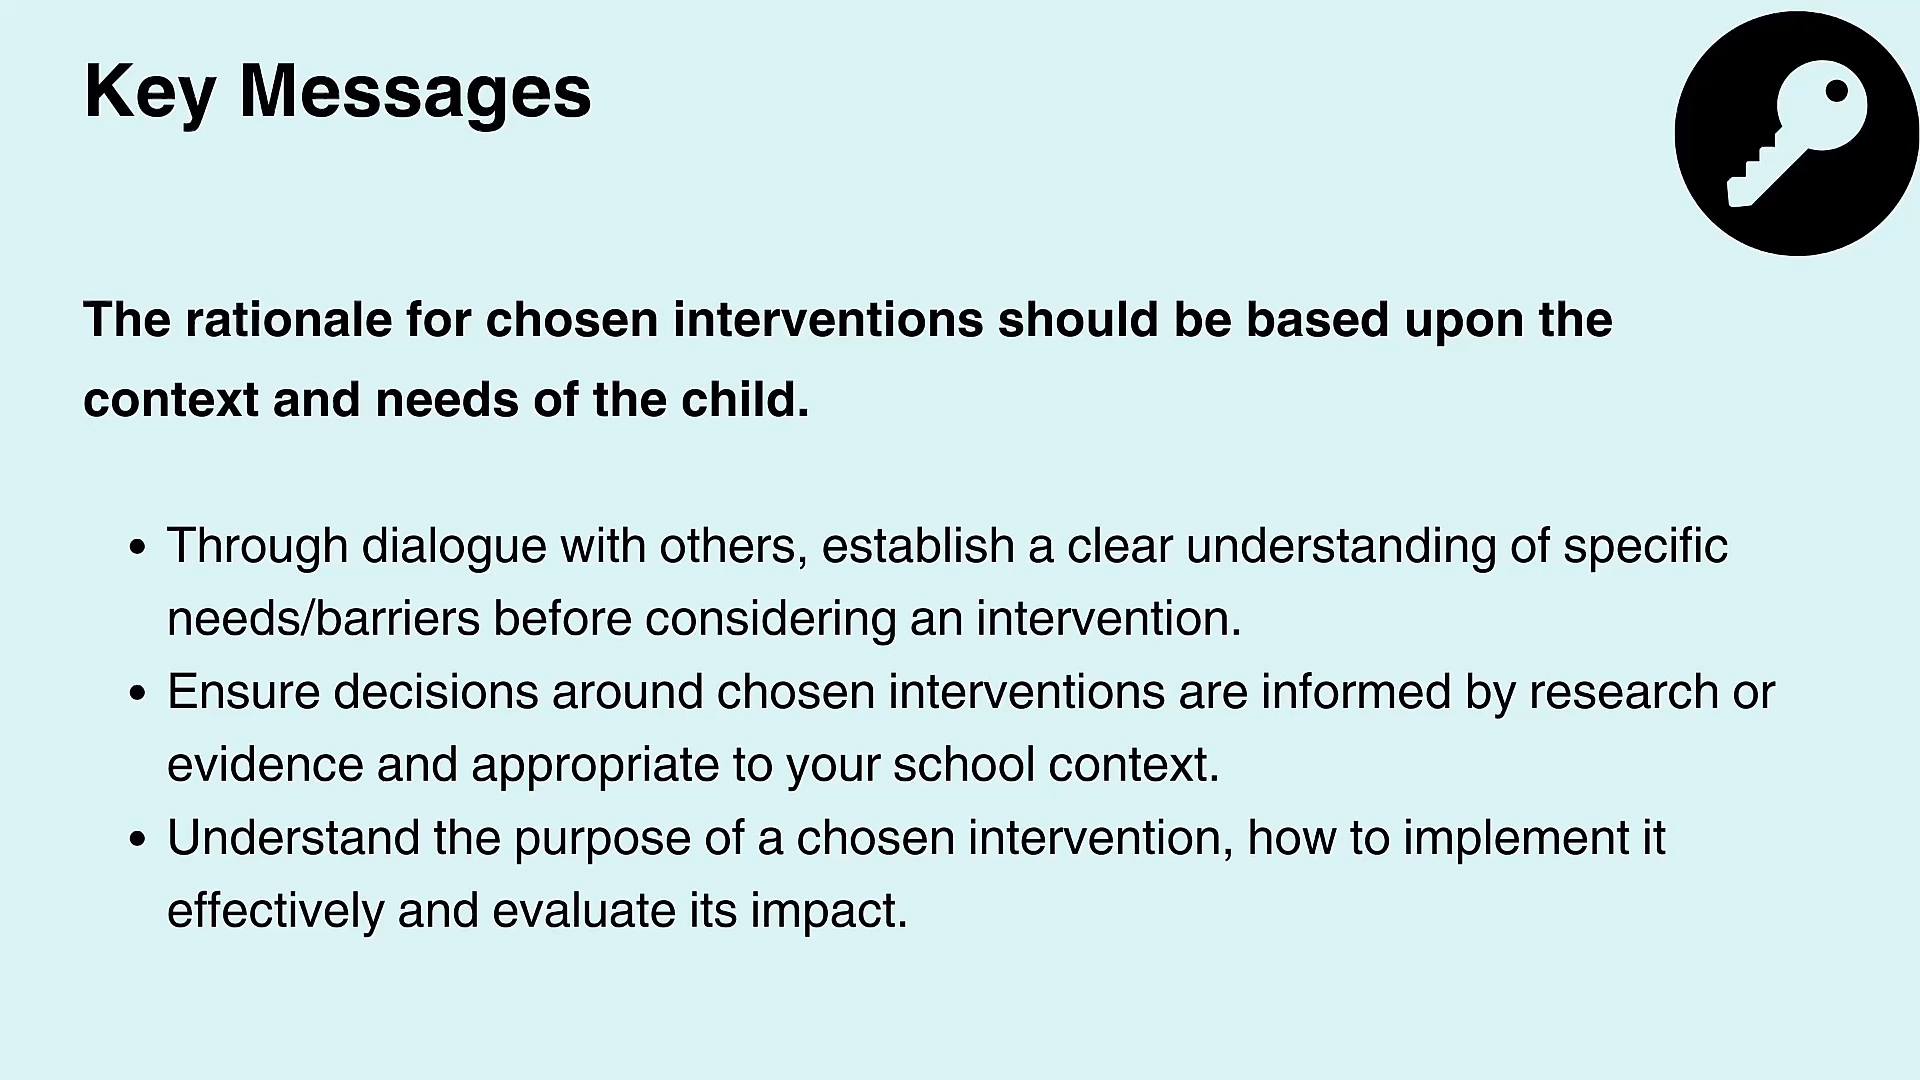 Key Messages
The rationale for chosen interventions should be based upon the
context and needs of the child.
• Through dialogue with others, establish a clear understanding of specific
needs/barriers before considering an intervention.
• Ensure decisions around chosen interventions are informed by research or
evidence and appropriate to your school context.
• Understand the purpose of a chosen intervention, how to implement it
effectively and evaluate its impact.